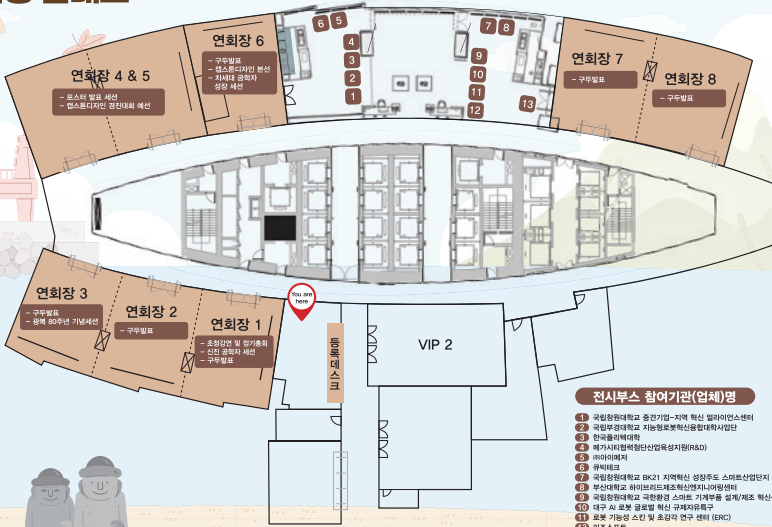 연회장 4 & 5
- 포스터 발표 세션
- 캡스톤디자인 경진대회 예선
연회장 6
- 구두발표
- 캡스톤디자인 본선
- 차세대 공학자
성장 세션
6
5
4
3
2
1
7
8
9
10
11
12
13
연회장 7
- 구두발표
연회장 8
- 구두발표
연회장 3
- 구두발표
- 광복 80주년 기념세션
연회장 2
- 구두발표
연회장 1
- 초청강연 및 정기총회
- 신진 공학자 세션
- 구두발표
You are
here
등록데스크
VIP 2
전시부스 참여기관(업체)명
1 국립창원대학교 중견기업-지역 혁신 얼라이언스센터
2 국립부경대학교 지능형로봇혁신융합대학사업단
3 한국폴리텍대학
4 메가시티협력첨단산업육성지원(R&D)
5 ㈜아이메저
6 큐빅테크
7 국립창원대학교 BK21 지역혁신 성장주도 스마트산업단지
8 부산대학교 하이브리드제조혁신엔지니어링센터
9 국립창원대학교 극한환경 스마트 기계부품 설계/제조 혁신
10 대구 AI 로봇 글로벌 혁신 규제자유특구
11 로봇 기능성 스킨 및 초감각 연구 센터 (ERC)
12